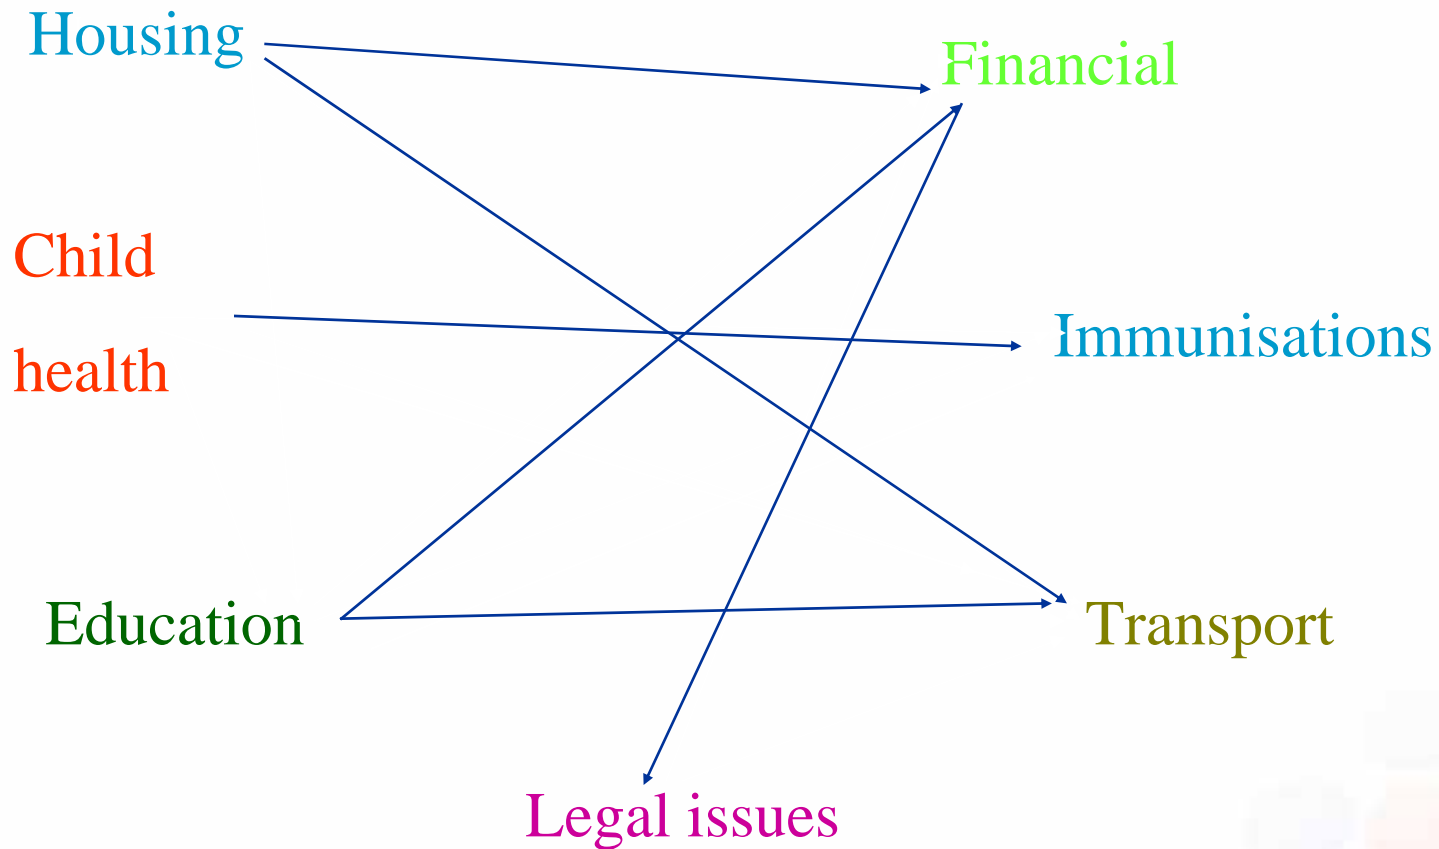 Housing
Financial
Child
health
Immunisations
Education
Transport
Legal issues